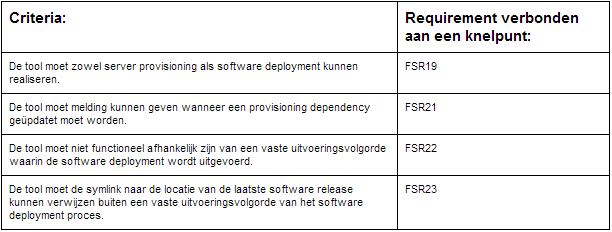 Criteria:
Requirement verbonden
aan een knelpunt:
De tool moet zowel server provisioning als software deployment kunnen
realiseren.
FSR19
De tool moet melding kunnen geven wanneer een provisioning dependency
geüpdatet moet worden.
FSR21
De tool moet niet functioneel afhankelijk zijn van een vaste uitvoeringsvolgorde
waarin de software deployment wordt uitgevoerd.
FSR22
De tool moet de symlink naar de locatie van de laatste software release
kunnen verwijzen buiten een vaste uitvoeringsvolgorde van het software
deployment proces.
FSR23